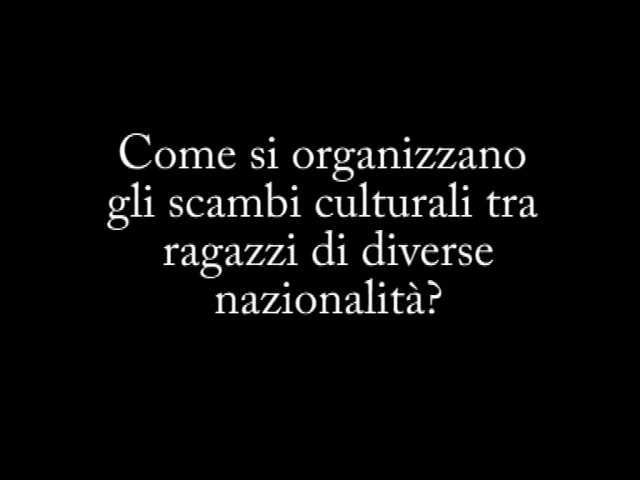 Come si organizzano
gli scambi culturali tra
ragazzi di diverse
nazionalità?